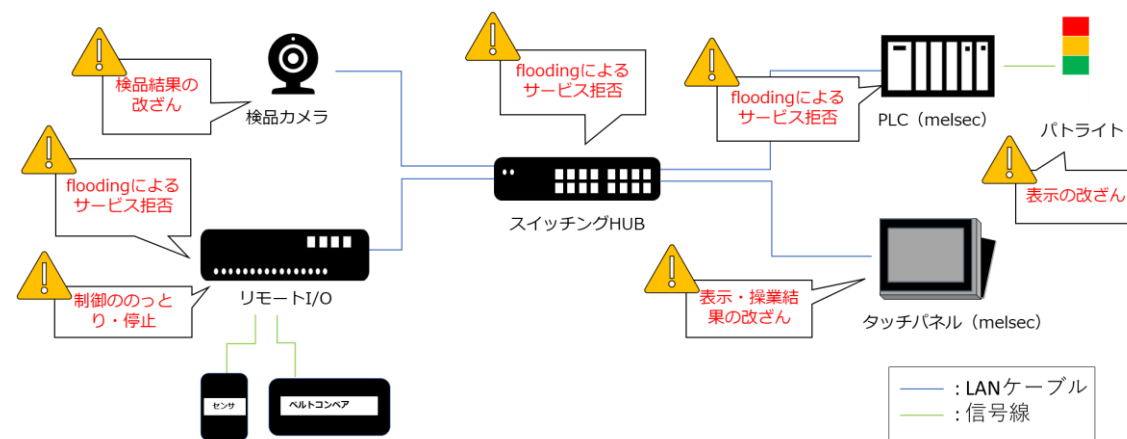 検品結果の
改ざん
検品カメラ
floodingによる
サービス拒否
floodingによる
サービス拒否
PLC（melsec）
パトライト
表示の改ざん
floodingによる
サービス拒否
スイッチングHUB
制御ののっと
り・停止
リモートI/O
表示・操業結
果の改ざん
タッチパネル（melsec）
センサ
ベルトコンベア
：LANケーブル
：信号線